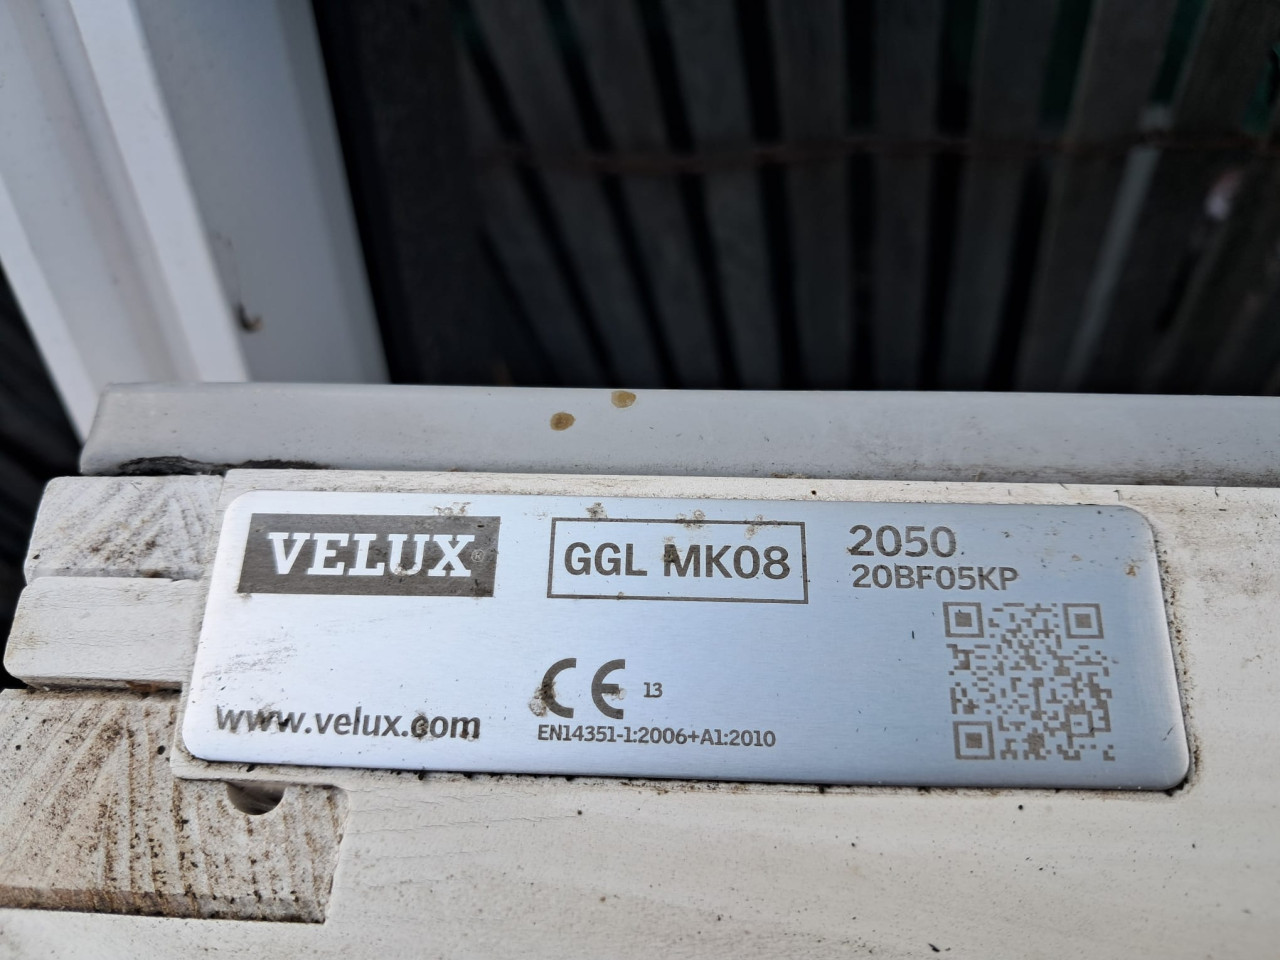 VELUX®
GGL MK08
2050
20BF05KP
CE 13
www.velux.com
EN14351-1:2006+A1:2010